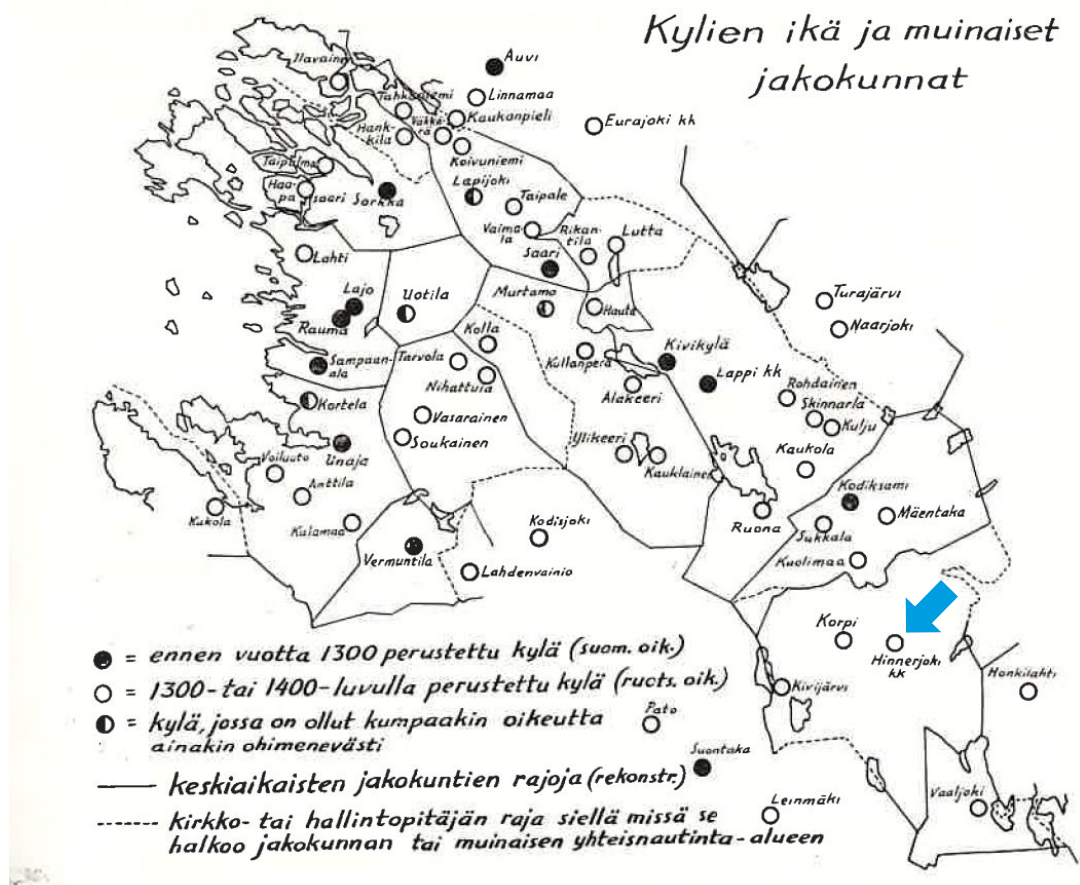 Kylien ikä ja muinaiset
jakokunnat
Auvi
Linnamaa
Kaukonpieli
Eurajoki kk
Hank-
kila
Koivuniemi
Lapijoki
Taipale
Haa-
pa saari
Sorkka
Vaima-
la
Rikan-
tila
Lutta
Lahti
Saari
Lajo
Uotila
Murtamo
Hauta
Turajärvi
Rauma
Naarjoki
Kolla
Kivikylä
Sampaan-
ala
Tarvola
Kullanperä
Lappi kk
Nihattula
Alakeeri
Rohdainen
Kortela
Skinnarla
Vasarainen
Kulju
Soukainen
Unaja
Ylikeeri
Kauklainen
Kaukola
Voiluoto
Anttila
Kodiksami
Kukola
Kulamaa
Kodisjoki
Ruona
Mäentaka
Sukkala
Vermuntila
Lahdenvainio
Kuolimaa
Korpi
Hinnerjoki
kk
Honkilahti
Kivijärvi
Pato
Suontaka
Leinmäki
Vaaljoki
= ennen vuotta 1300 perustettu kylä (suom. oik.)
= 1300- tai 1400-luvulla perustettu kylä (ruots. oik.)
= kylä, jossa on ollut kumpaakin oikeutta
ainakin ohimenevästi
keskiaikaisten jakokuntien rajoja (rekonstr.)
kirkko- tai hallintopitäjän raja siellä missä se
halkoo jakokunnan tai muinaisen yhteisnautinta-alueen